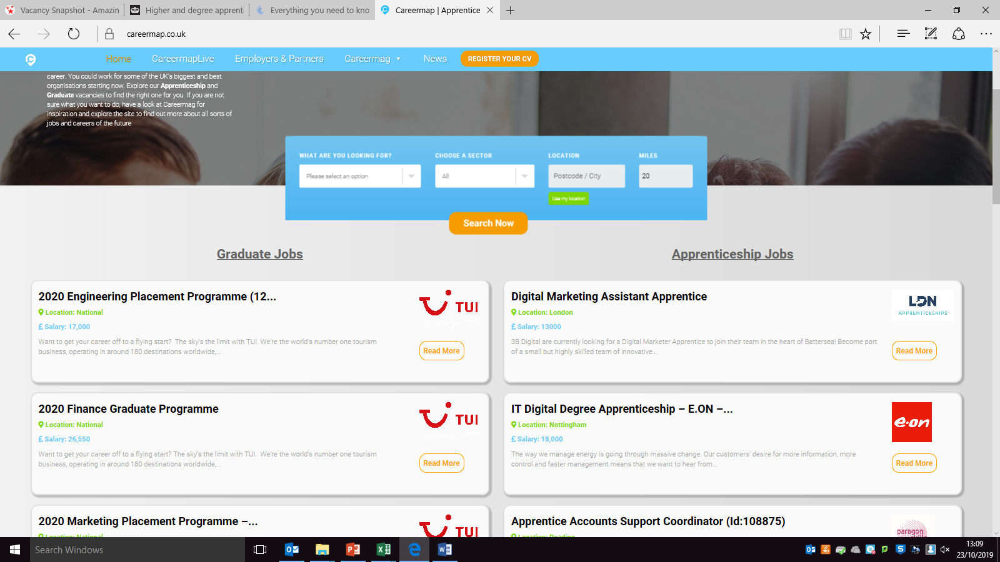 Vacancy Snapshot - Amazin
Higher and degree apprent
Everything you need to kno
Careermap | Apprentice
careermap.co.uk
Home
CareermapLive
Employers & Partners
Careermag
News
REGISTER YOUR CV
career. You could work for some of the UK's biggest and best
organisations starting now. Explore our Apprenticeship and
Graduate vacancies to find the right one for you. If you are not
sure what you want to do, have a look at Careermag for
inspiration and explore the site to find out more about all sorts of
jobs and careers of the future
WHAT ARE YOU LOOKING FOR?
CHOOSE A SECTOR
LOCATION
MILES
Please select an option
All
Postcode / City
20
Use my location
Search Now
Graduate Jobs
2020 Engineering Placement Programme (12...
TUI
Location: National
£ Salary: 17,000
Want to get your career off to a flying start?  The sky's the limit with TUI. We're the world's number one tourism
business, operating in around 180 destinations worldwide,...
Read More
2020 Finance Graduate Programme
TUI
Location: National
£ Salary: 26,550
Want to get your career off to a flying start? The sky's the limit with TUI.  We're the world's number one tourism
business, operating in around 180 destinations worldwide,...
Read More
2020 Marketing Placement Programme –...
TUI
Location: National
Apprenticeship Jobs
Digital Marketing Assistant Apprentice
LDN
APPRENTICESHIPS
Location: London
£ Salary: 13000
3B Digital are currently looking for a Digital Marketer Apprentice to join their team in the heart of Battersea! Become part
of a small but highly skilled team of innovative...
Read More
IT Digital Degree Apprenticeship – E.ON –...
e·on
Location: Nottingham
£ Salary: 18,000
The way we manage energy is going through massive change. Our customers' desire for more information, more
control and faster management means that we want to hear from...
Read More
Apprentice Accounts Support Coordinator (Id:108875)
paragon
Location: Reading
Search Windows
13:09
23/10/2019